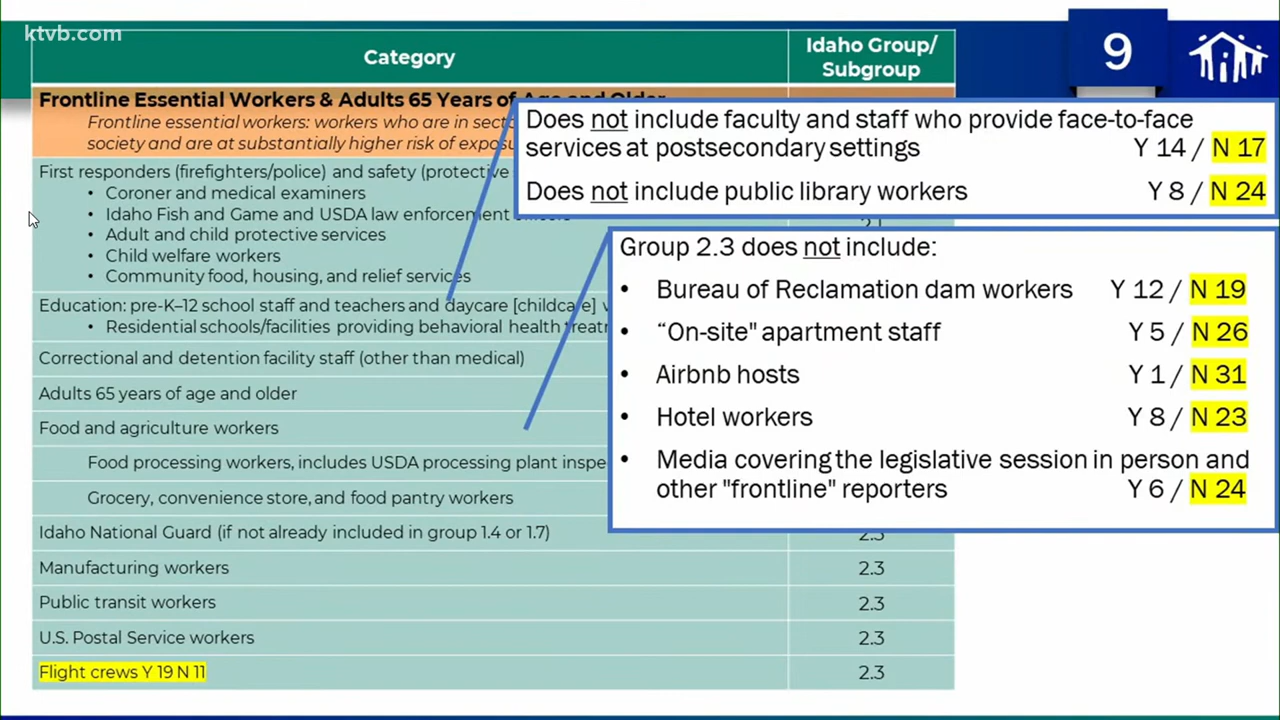 ktvb.com
Category
Idaho Group/
Subgroup
9
Frontline Essential Workers & Adults 65 Years of Age and Older
Frontline essential workers: workers who are in
society and are at substantially higher risk of
First responders (firefighters/police) and safety (protective
• Coroner and medical examiners
• Idaho Fish and Game and USDA law enforcement officers
• Adult and child protective services
• Child welfare workers
• Community food, housing, and relief services
Education: pre-K–12 school staff and teachers and daycare [childcare]
• Residential schools/facilities providing behavioral health
Correctional and detention facility staff (other than medical)
Adults 65 years of age and older
Food and agriculture workers
Food processing workers, includes USDA processing plant
Grocery, convenience store, and food pantry workers
Idaho National Guard (if not already included in group 1.4 or 1.7)
2.3
Manufacturing workers
2.3
Public transit workers
2.3
U.S. Postal Service workers
2.3
Flight crews Y 19 N 11
2.3
Does not include faculty and staff who provide face-to-face
services at postsecondary settings Y 14 / N 17
Does not include public library workers Y 8 / N 24
Group 2.3 does not include:
• Bureau of Reclamation dam workers Y 12 / N 19
• “On-site" apartment staff Y 5 / N 26
• Airbnb hosts Y 1 / N 31
• Hotel workers Y 8 / N 23
• Media covering the legislative session in person and
other "frontline" reporters Y 6 / N 24